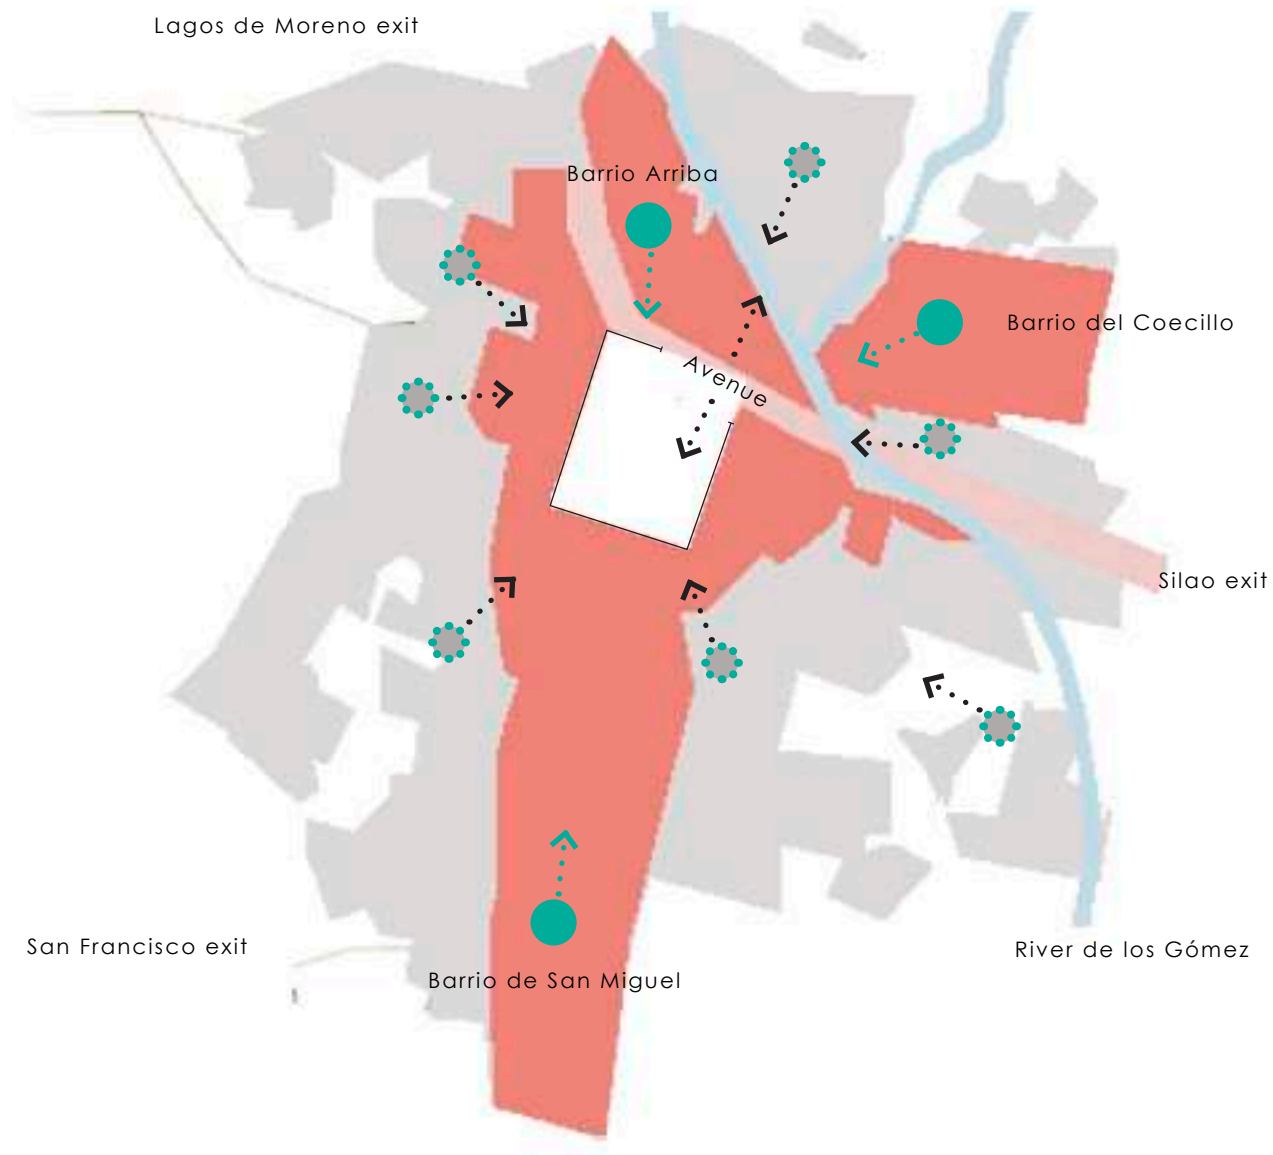 Lagos de Moreno exit
Barrio Arriba
Barrio del Coecillo
Avenue
Silao exit
San Francisco exit
River de los Gómez
Barrio de San Miguel